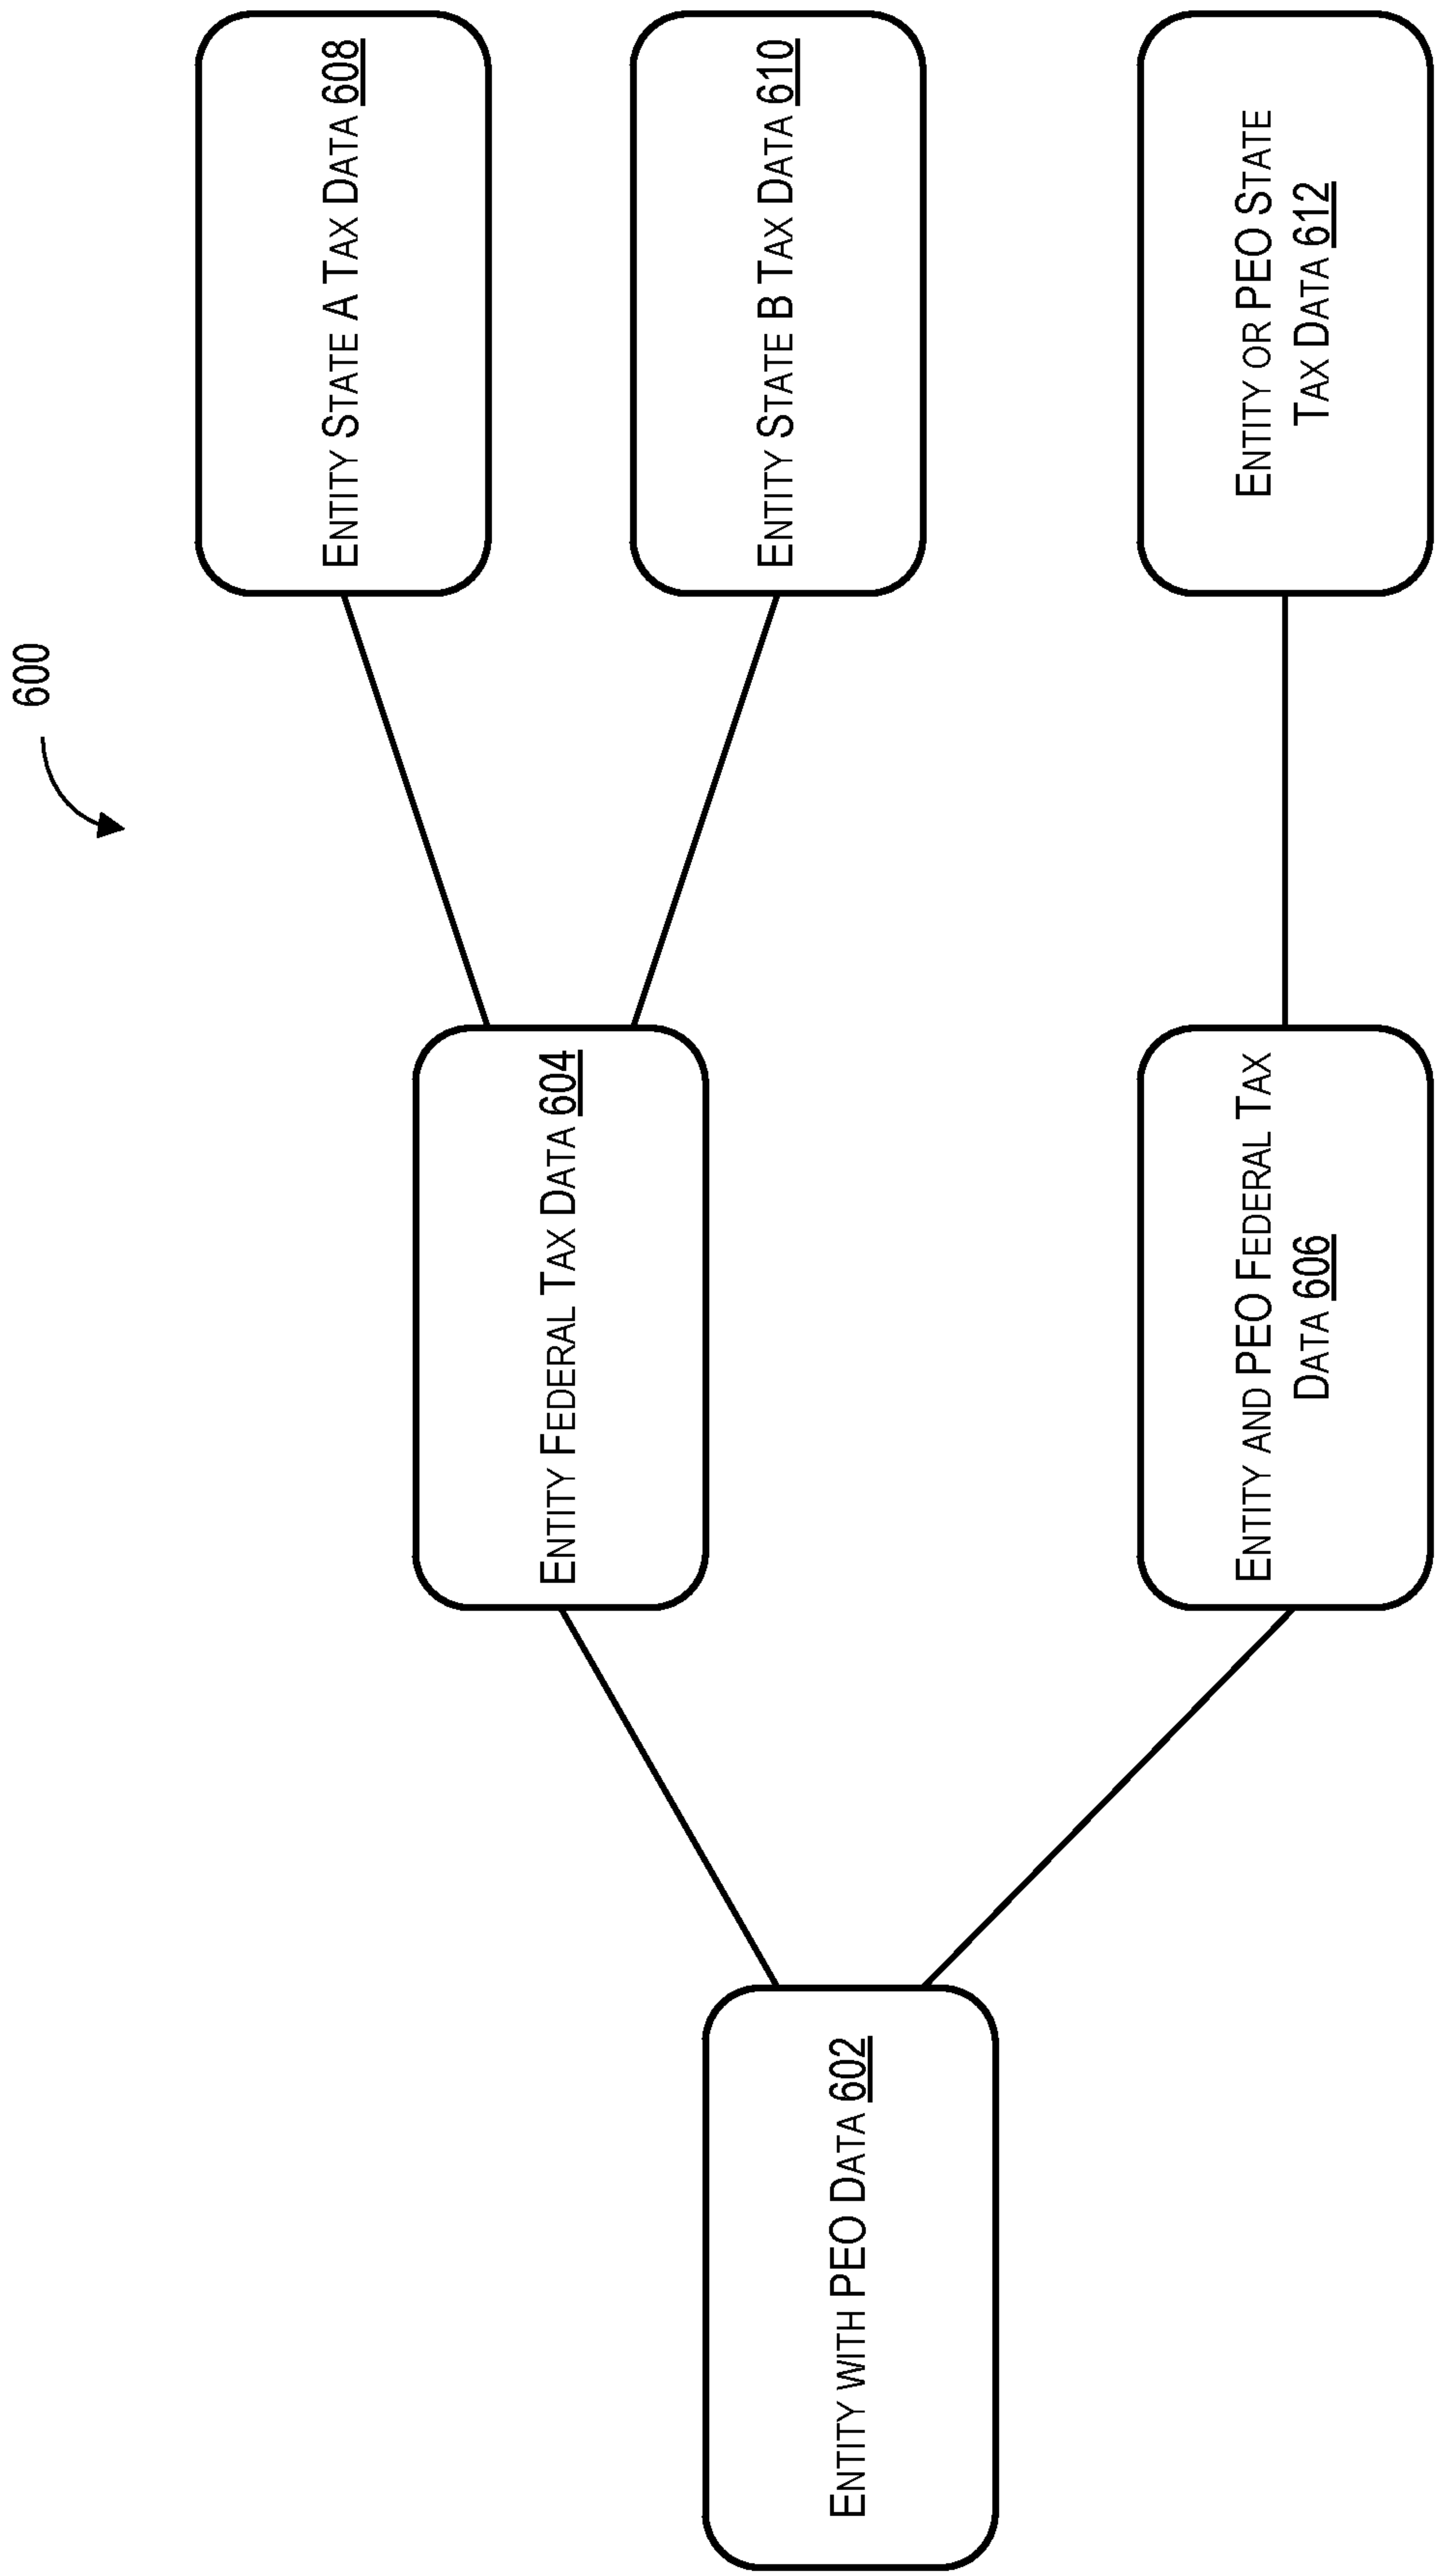 600
Entity State A Tax Data 608
Entity State B Tax Data 610
Entity or PEO State
Tax Data 612
Entity Federal Tax Data 604
Entity and PEO Federal Tax
Data 606
Entity with PEO Data 602